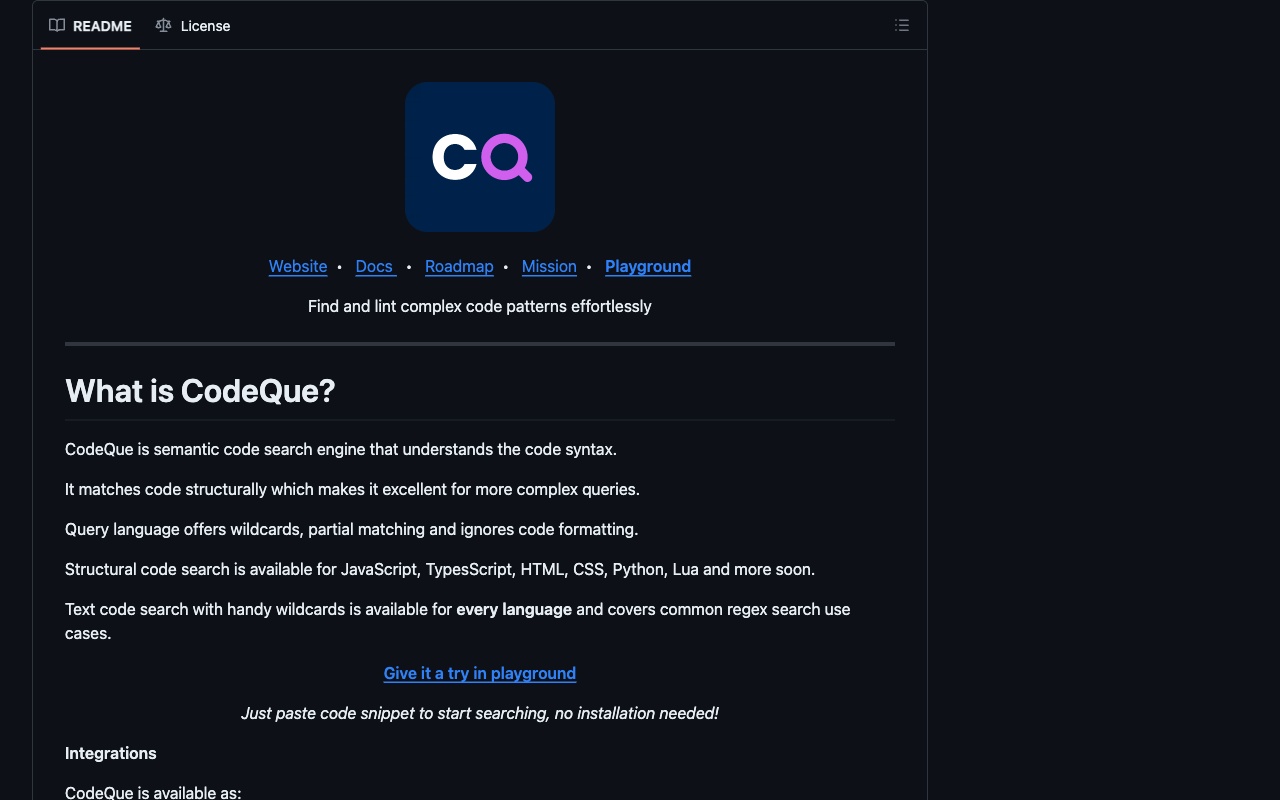 README
License
CQ
Website • Docs • Roadmap • Mission • Playground
Find and lint complex code patterns effortlessly
What is CodeQue?
CodeQue is semantic code search engine that understands the code syntax.
It matches code structurally which makes it excellent for more complex queries.
Query language offers wildcards, partial matching and ignores code formatting.
Structural code search is available for JavaScript, TypesScript, HTML, CSS, Python, Lua and more soon.
Text code search with handy wildcards is available for every language and covers common regex search use
cases.
Give it a try in playground
Just paste code snippet to start searching, no installation needed!
Integrations
CodeQue is available as: